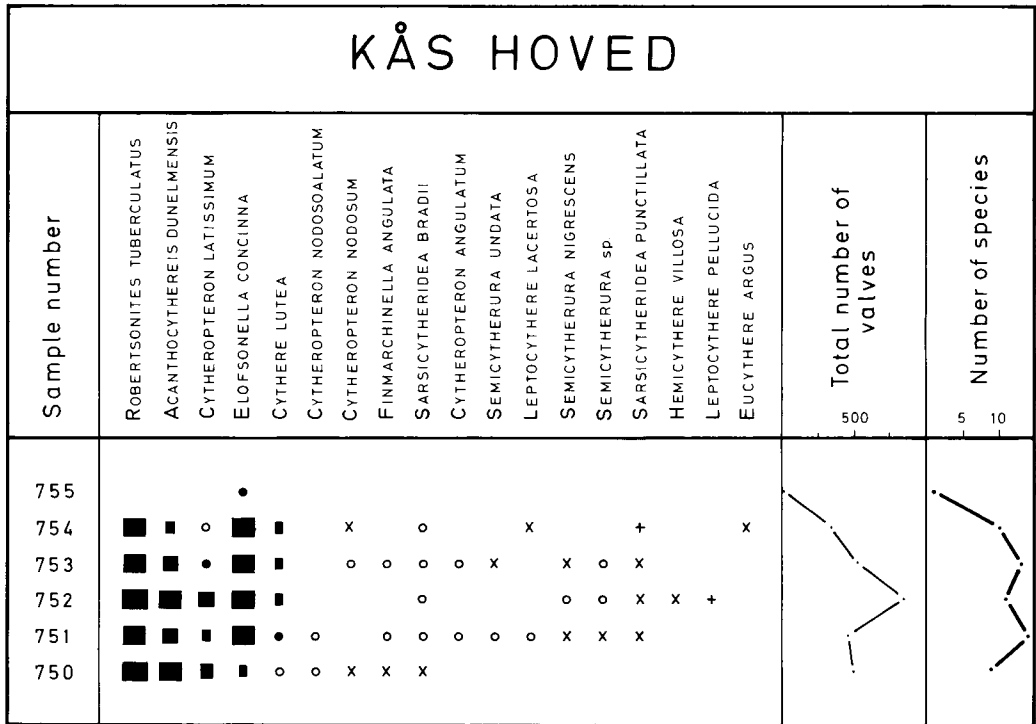 KÅS HOVED
Sample number
ROBERTSONITES TUBERCULATUS
ACANTHOCYTHEREIS DUNELMENSIS
CYTHEROPTERON LATISSIMUM
ELOFSONELLA CONCINNA
CYTHERE LUTEA
CYTHEROPTERON NODOSOALATUM
CYTHEROPTERON NODOSUM
FINMARCHINELLA ANGULATA
SARSICYTHERIDEA BRADII
CYTHEROPTERON ANGULATUM
SEMICYTHERURA UNDATA
LEPTOCYTHERE LACERTOSA
SEMICYTHERURA NIGRESCENS
SEMICYTHERURA sp.
SARSICYTHERIDEA PUNCTILLATA
HEMICYTHERE VILLOSA
LEPTOCYTHERE PELLUCIDA
EUCYTHERE ARGUS
Total number of
valves
500
Number of species
5 10
755
754
753
752
751
750